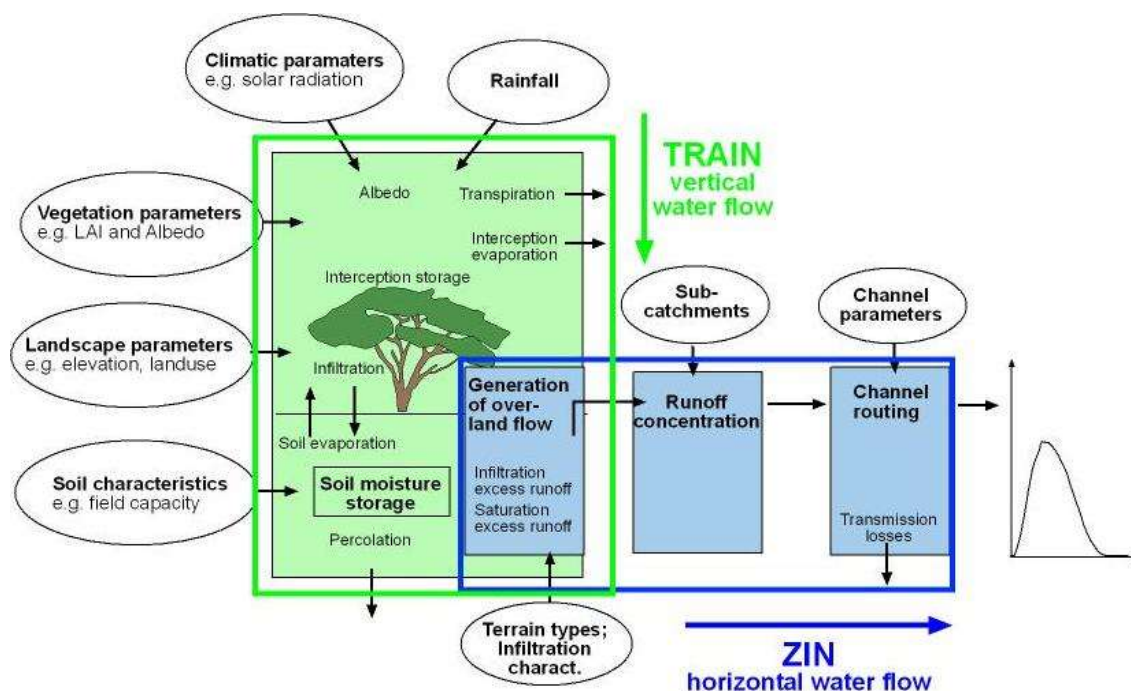 Climatic paramaters
e.g. solar radiation
Rainfall
TRAIN
vertical
water flow
Albedo
Transpiration
Vegetation parameters
e.g. LAI and Albedo
Interception
evaporation
Interception storage
Sub-
catchments
Channel
parameters
Landscape parameters
e.g. elevation, landuse
Infiltration
Generation
of over-
land flow
Runoff
concentration
Channel
routing
Soil evaporation
Soil characteristics
e.g. field capacity
Soil moisture
storage
Infiltration
excess runoff
Saturation
excess runoff
Transmission
losses
Percolation
Terrain types;
Infiltration
charact.
ZIN
horizontal water flow